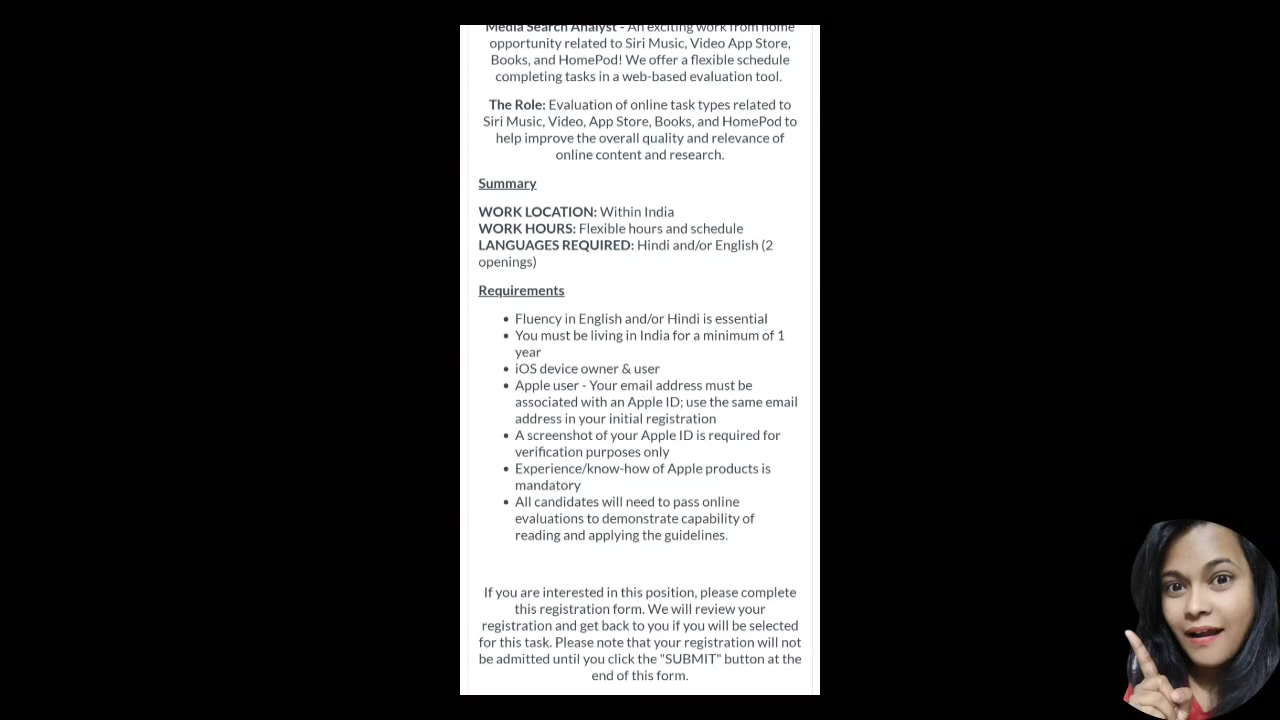 Media Search Analyst - An exciting work from home
opportunity related to Siri Music, Video App Store,
Books, and HomePod! We offer a flexible schedule
completing tasks in a web-based evaluation tool.
The Role: Evaluation of online task types related to
Siri Music, Video, App Store, Books, and HomePod to
help improve the overall quality and relevance of
online content and research.
Summary
WORK LOCATION: Within India
WORK HOURS: Flexible hours and schedule
LANGUAGES REQUIRED: Hindi and/or English (2
openings)
Requirements
• Fluency in English and/or Hindi is essential
• You must be living in India for a minimum of 1
year
• iOS device owner & user
• Apple user - Your email address must be
associated with an Apple ID; use the same email
address in your initial registration
• A screenshot of your Apple ID is required for
verification purposes only
• Experience/know-how of Apple products is
mandatory
• All candidates will need to pass online
evaluations to demonstrate capability of
reading and applying the guidelines.
If you are interested in this position, please complete
this registration form. We will review your
registration and get back to you if you will be selected
for this task. Please note that your registration will not
be admitted until you click the "SUBMIT" button at the
end of this form.